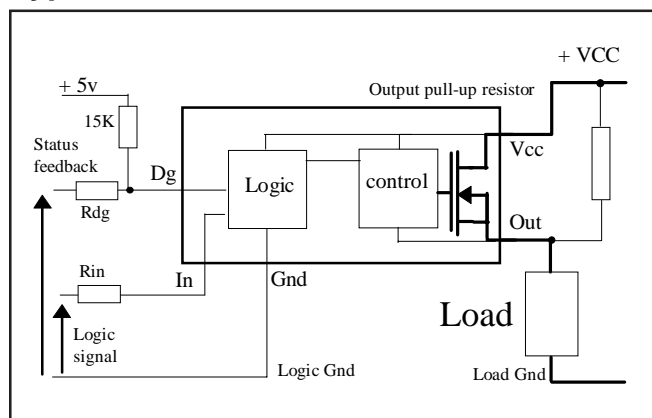 + VCC
+ 5v
Output pull-up resistor
15K
Status
feedback
Dg
Vcc
Logic
control
Rdg
Out
Rin
In
Gnd
Load
Logic
signal
Logic Gnd
Load Gnd